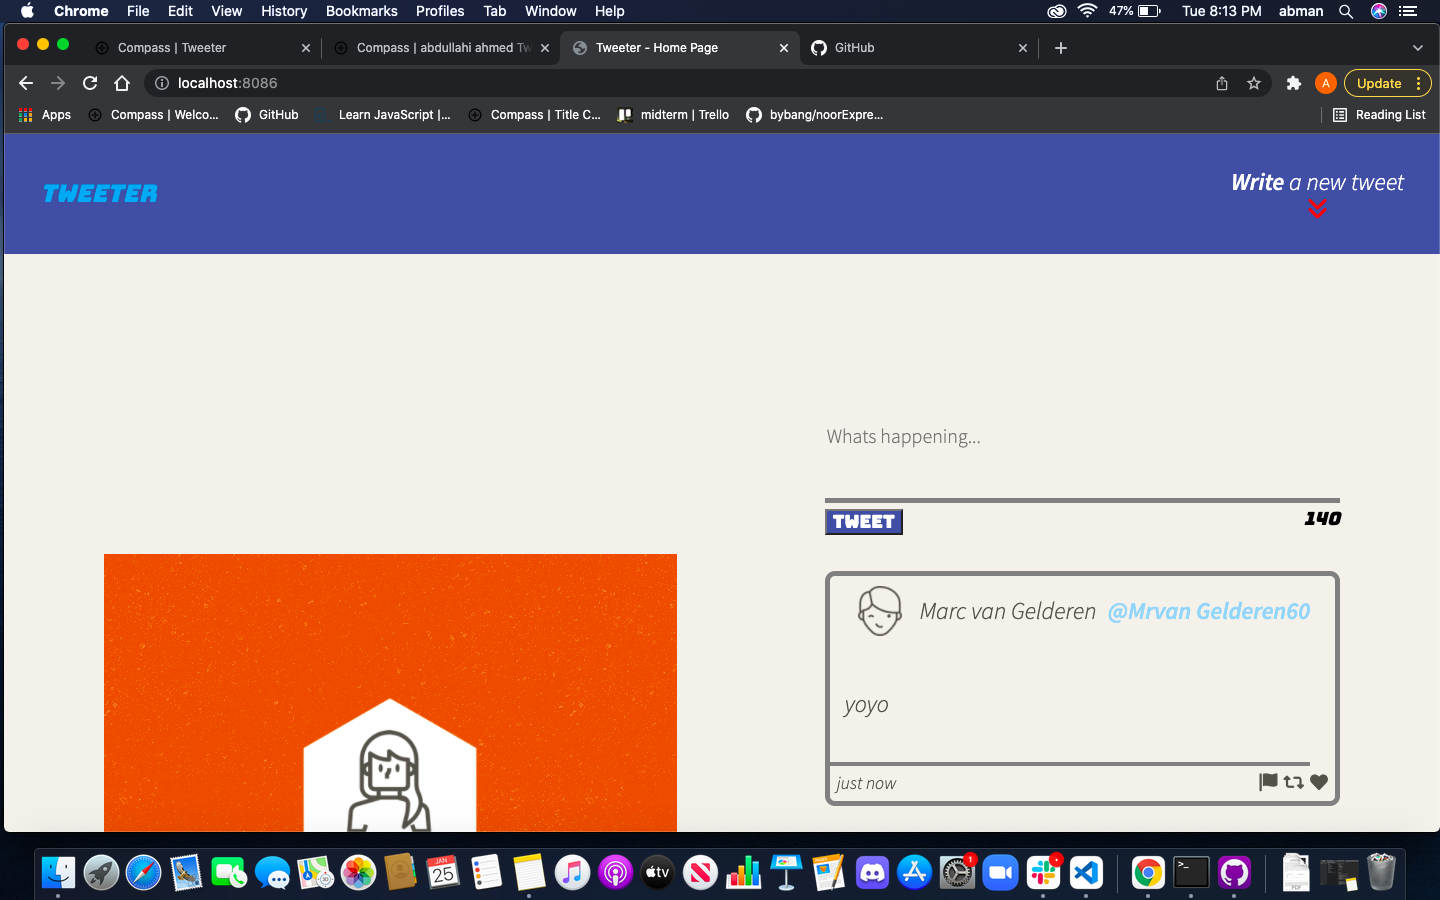 Chrome File Edit View History Bookmarks Profiles Tab Window Help 47% Tue 8:13 PM abman
Compass | Tweeter Compass | abdullahi ahmed Tw Tweeter - Home Page GitHub
localhost:8086 A Update
Apps Compass | Welco... GitHub Learn JavaScript |... Compass | Title C... midterm | Trello bybang/noorExpre... Reading List
TWEETER
Write a new tweet
Whats happening...
TWEET 140
Marc van Gelderen @Mrvan Gelderen60
yoyo
just now
JAN
25
tv
1
>_
PDF